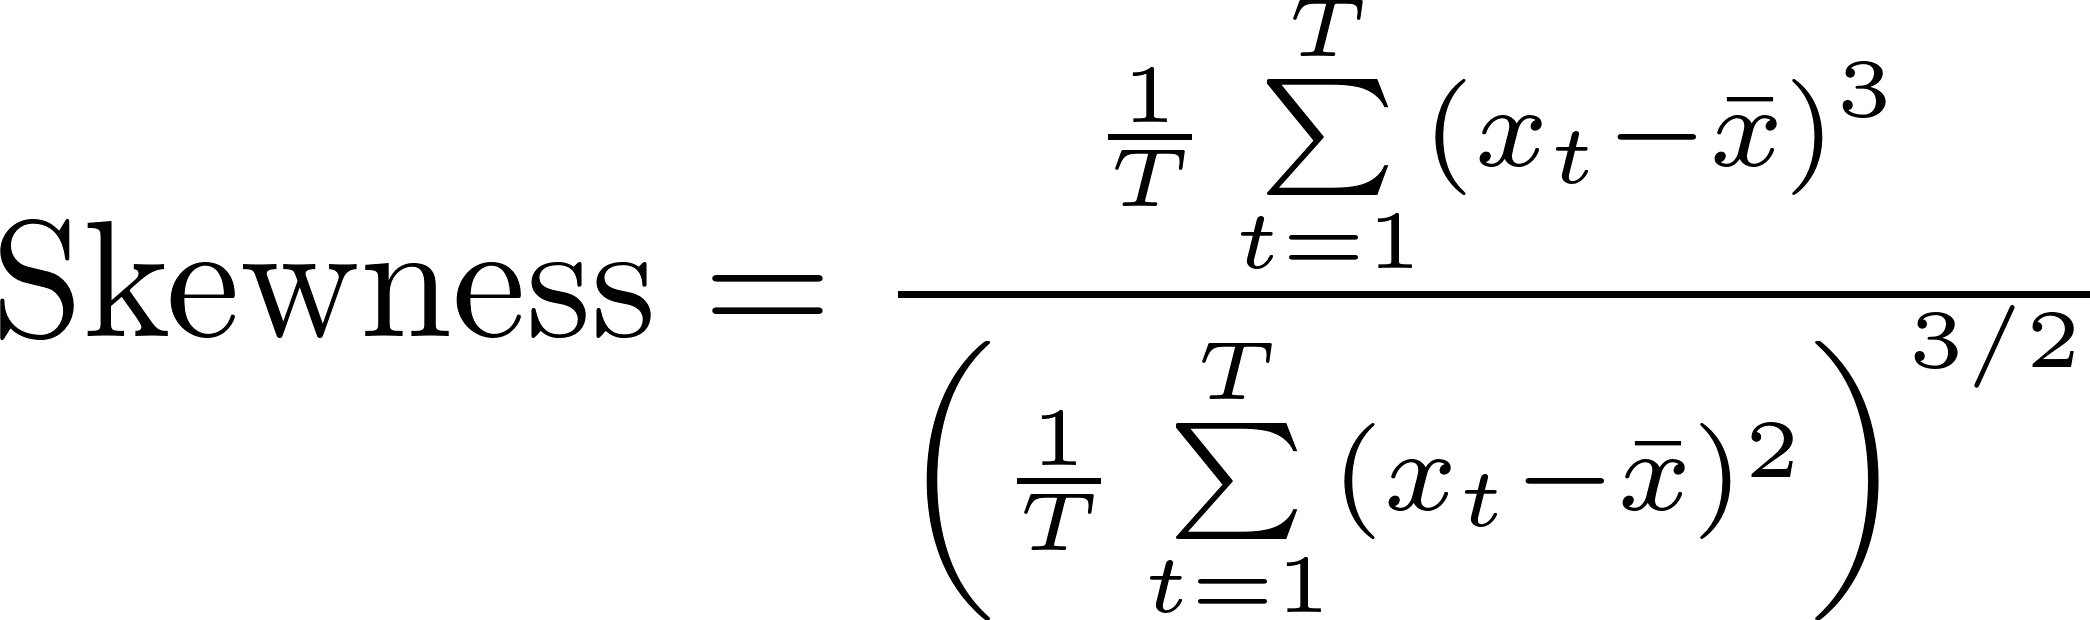 Skewness = \frac{\frac{1}{T} \sum_{t=1}^{T} (x_t - \bar{x})^3}{\left( \frac{1}{T} \sum_{t=1}^{T} (x_t - \bar{x})^2 \right)^{3/2}}